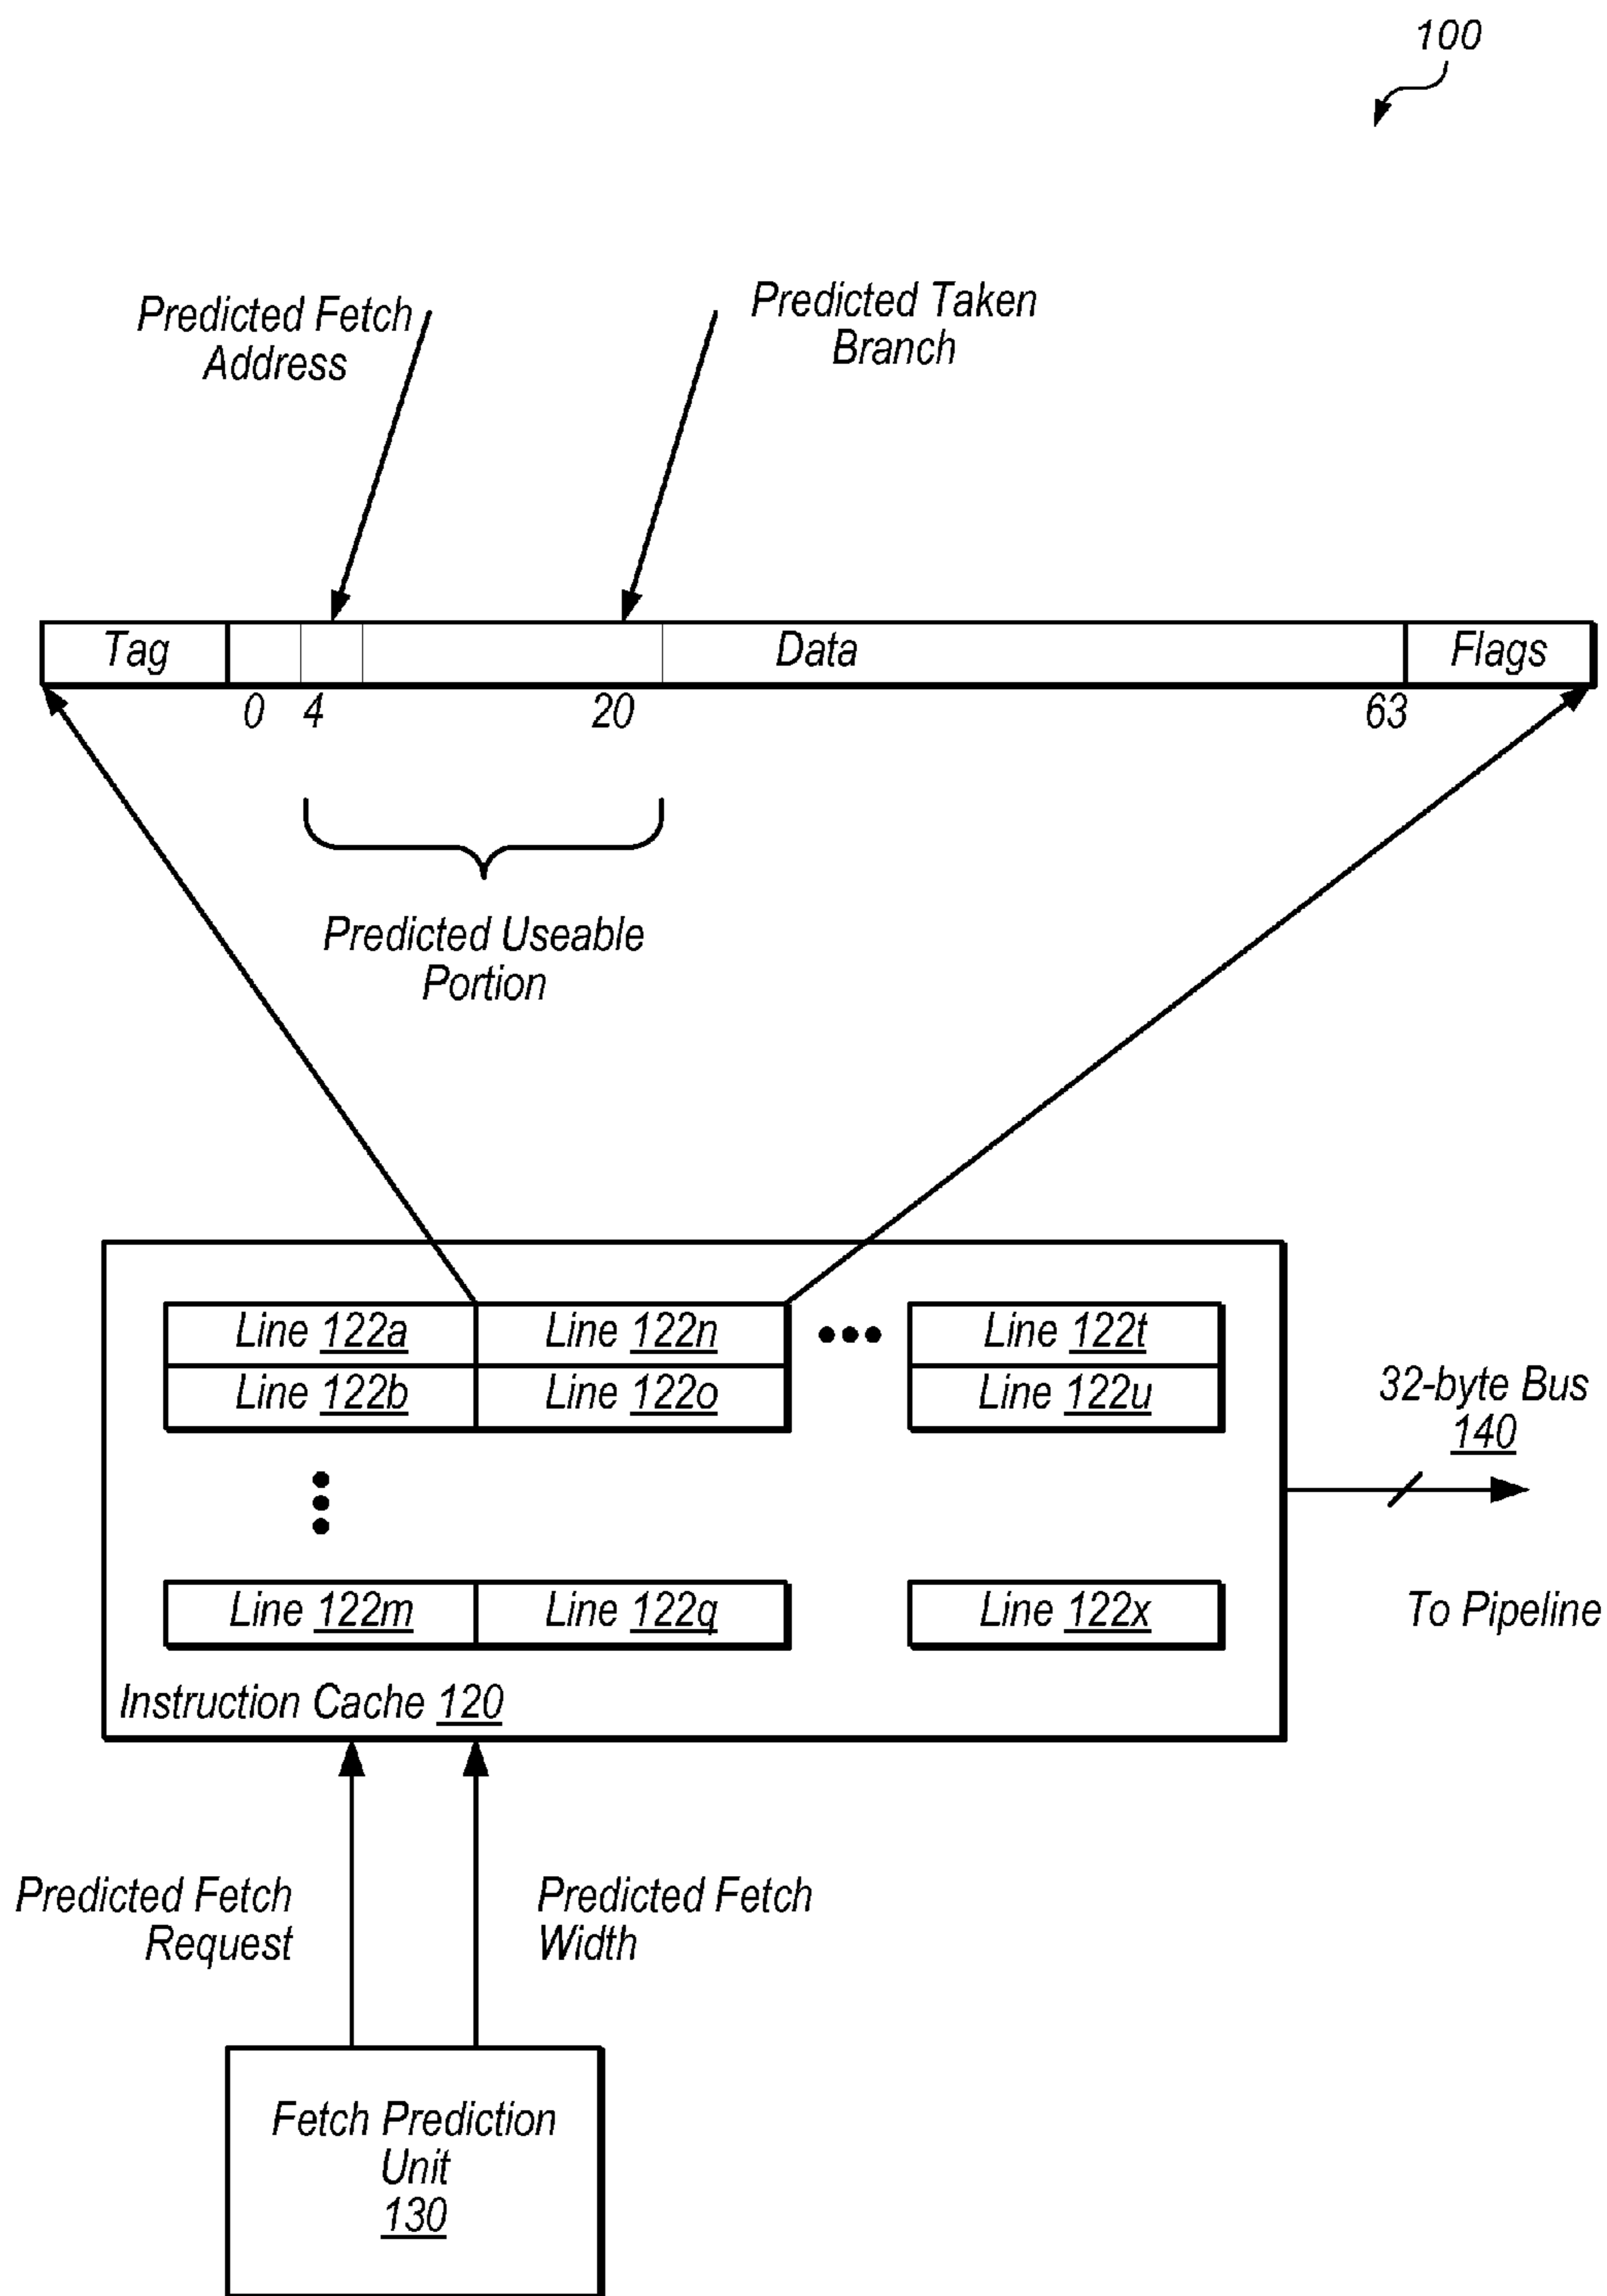 100
Predicted Fetch
Address
Predicted Taken
Branch
Tag
Data
Flags
0
4
20
63
Predicted Useable
Portion
Line 122a
Line 122n
Line 122t
Line 122b
Line 122o
Line 122u
32-byte Bus
140
Line 122m
Line 122q
Line 122x
To Pipeline
Instruction Cache 120
Predicted Fetch
Request
Predicted Fetch
Width
Fetch Prediction
Unit
130